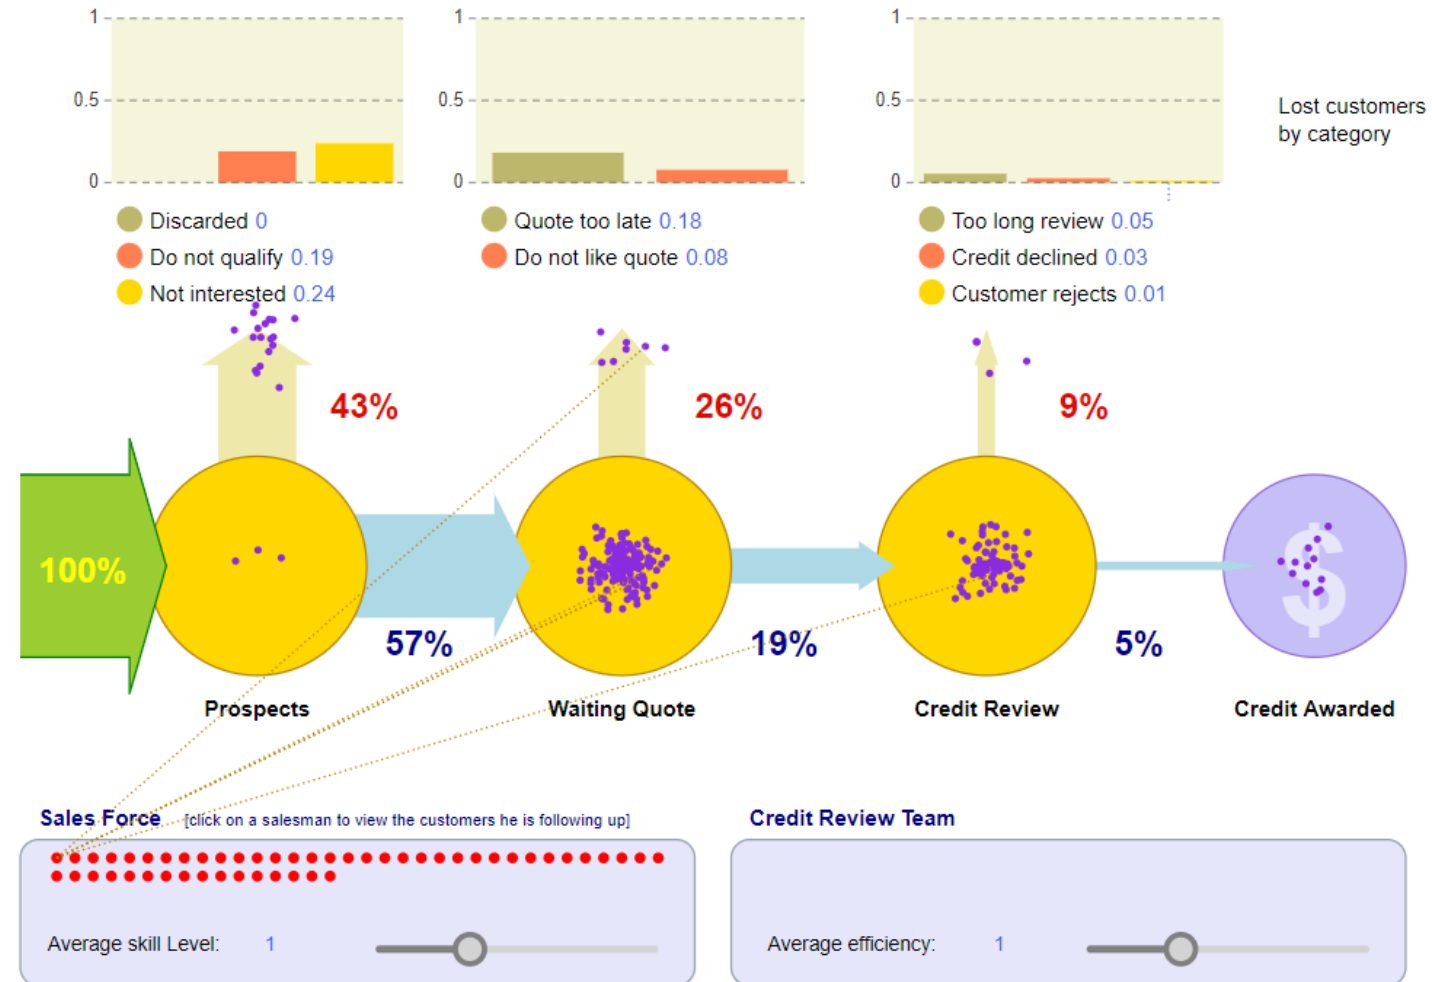 1
0.5
0
1
0.5
0
1
0.5
0
Lost customers
by category
Discarded 0
Do not qualify 0.19
Not interested 0.24
Quote too late 0.18
Do not like quote 0.08
Too long review 0.05
Credit declined 0.03
Customer rejects 0.01
43%
26%
9%
100%
$
57%
19%
5%
Prospects
Waiting Quote
Credit Review
Credit Awarded
Sales Force [click on a salesman to view the customers he is following up]
Average skill Level: 1
Credit Review Team
Average efficiency: 1